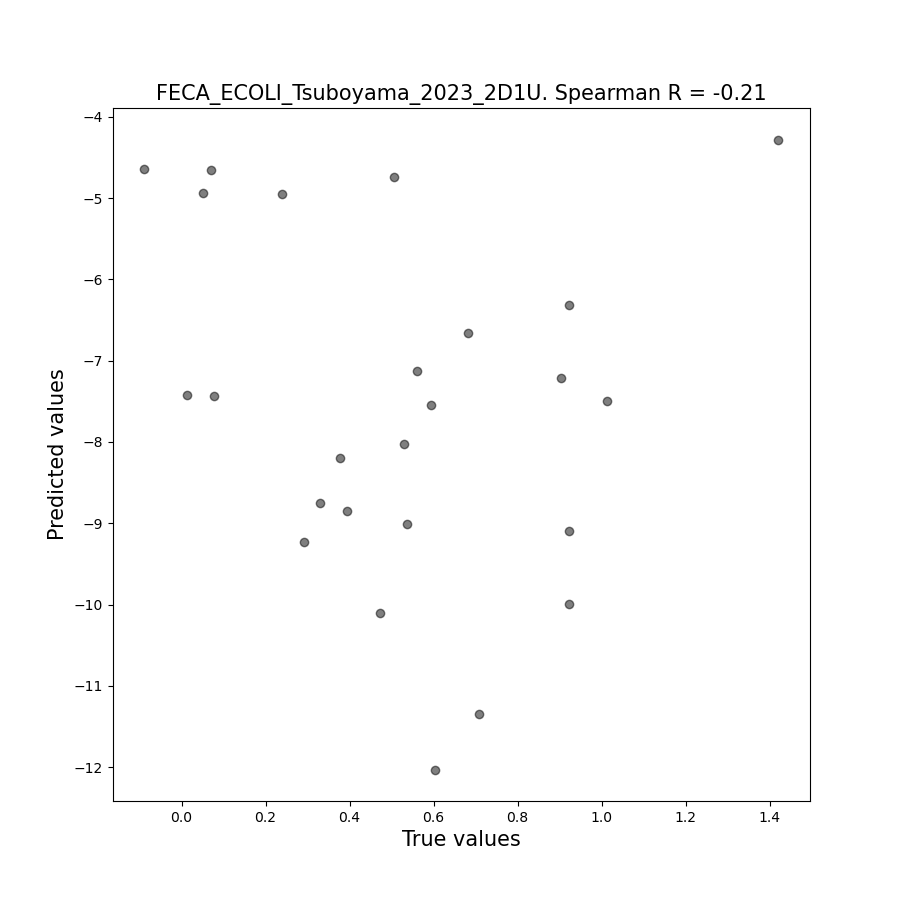 FECA_ECOLI_Tsuboyama_2023_2D1U. Spearman R = -0.21
−4
−5
−6
−7
−8
−9
−10
−11
−12
Predicted values
0.0 0.2 0.4 0.6 0.8 1.0 1.2 1.4
True values